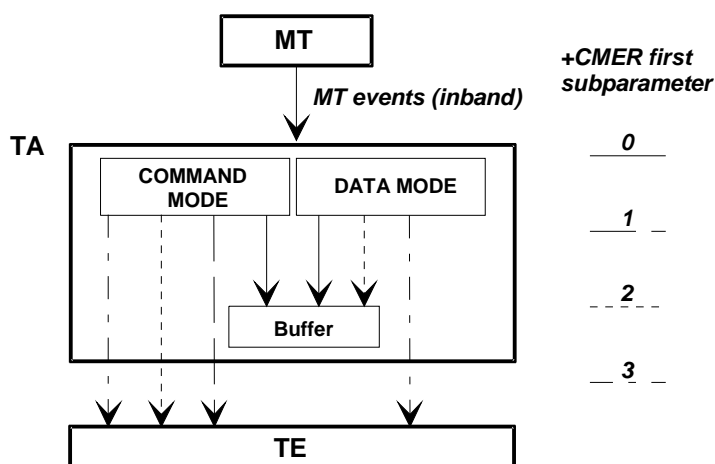 MT
+CMER first
subparameter
MT events (inband)
TA
0
COMMAND
MODE
DATA MODE
1
2
Buffer
3
TE